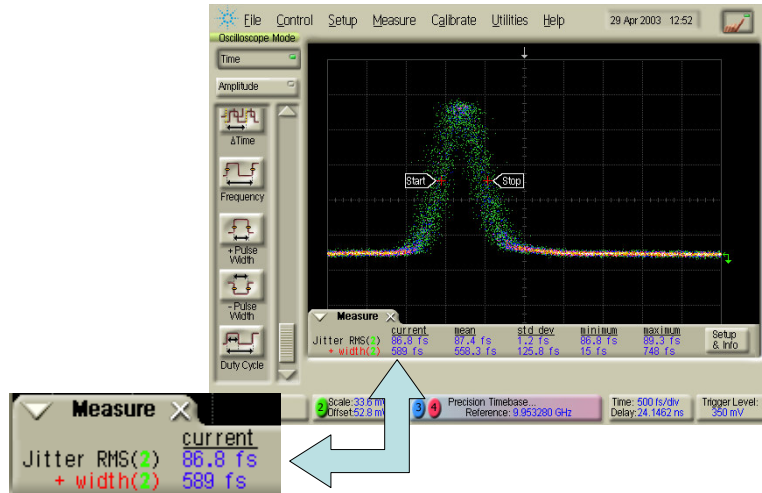 File Control Setup Measure Calibrate Utilities Help 29 Apr 2003 12:52
Oscilloscope Mode
Time
Amplitude
ΔTime
Frequency
+ Pulse
Width
- Pulse
Width
Duty Cycle
Start Stop
Measure
current mean std dev minimum maximum
Jitter RMS(2) 86.8 fs 87.4 fs 1.2 fs 86.8 fs 89.3 fs
+ width(2) 589 fs 558.3 fs 125.8 fs 15 fs 748 fs
Setup
& Info
2 Scale:33.6
Offset:52.8
3 4 Precision Timebase...
Reference: 9.953280 GHz
Time: 500 fs/div
Delay:24.1462 ns
Trigger Level:
350 mV
Measure
current
Jitter RMS(2) 86.8 fs
+ width(2) 589 fs